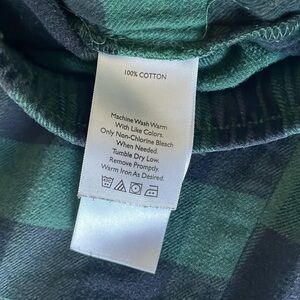 100% COTTON
Machine Wash Warm
With Like Colors.
Only Non-Chlorine Bleach
When Needed.
Tumble Dry Low.
Remove Promptly.
Warm Iron As Desired.